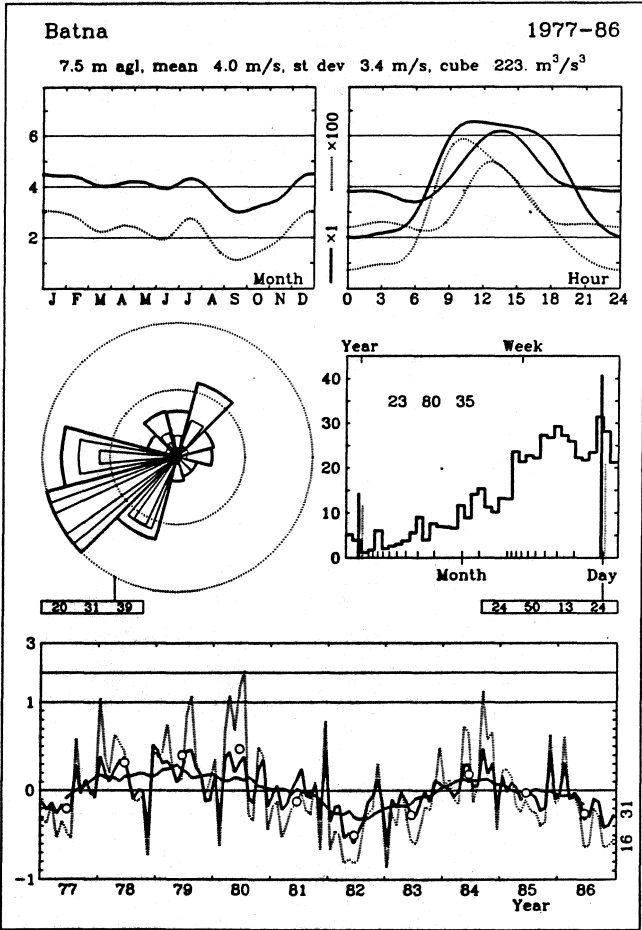 Batna 1977-86
7.5 m agl, mean 4.0 m/s, st dev 3.4 m/s, cube 223. m³/s³
6
4
2
J F M A M J J A S O N D
Month
×1 ×100
0 3 6 9 12 15 18 21 24
Hour
Year Week
40
30
20
10
0
23 80 35
Month Day
20 31 39
24 50 13 24
3
1
0
-1
77 78 79 80 81 82 83 84 85 86
Year
16 31